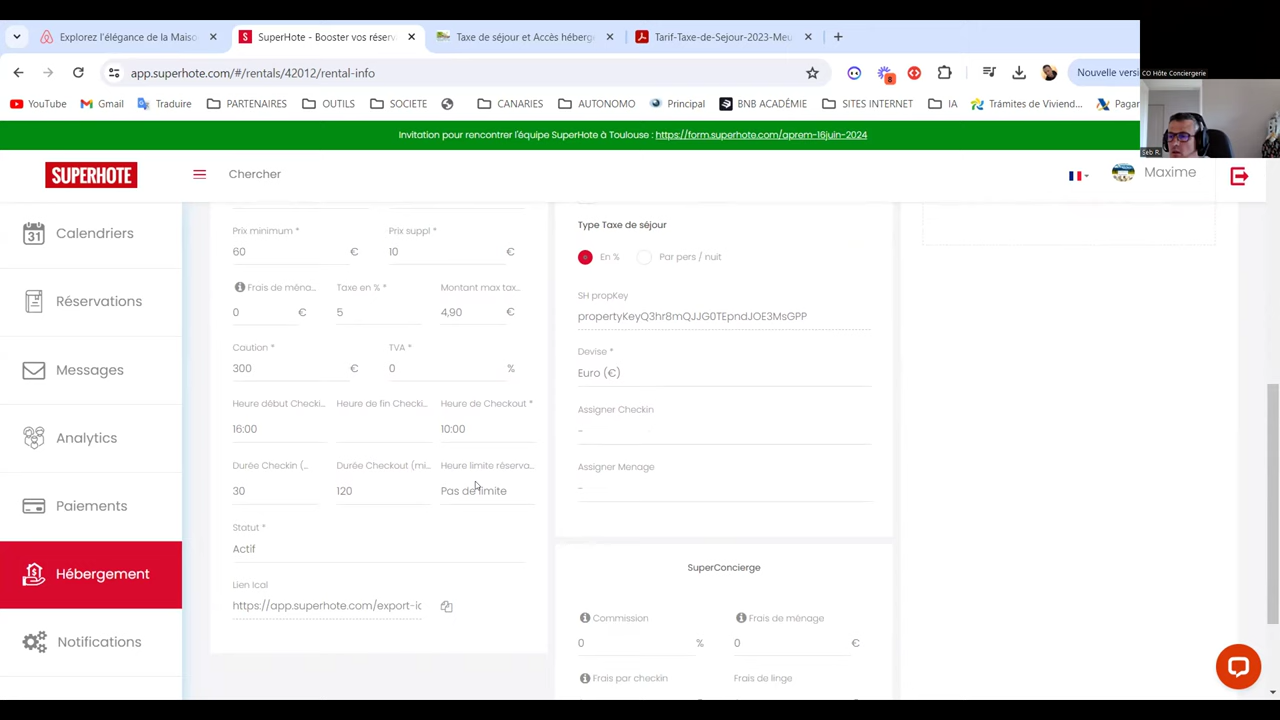 Explorez l'élégance de la Maiso
SuperHote - Booster vos réserv
Taxe de séjour et Accès héberg
Tarif-Taxe-de-Sejour-2023-Meu
app.superhote.com/#/rentals/42012/rental-info
8
Nouvelle versi
CO Hôte Conciergerie
YouTube
Gmail
Traduire
PARTENAIRES
OUTILS
SOCIETE
CANARIES
AUTONOMO
Principal
BNB ACADÉMIE
SITES INTERNET
IA
Trámites de Viviend...
Pagar
Seb R.
Invitation pour rencontrer l'équipe SuperHote à Toulouse : https://form.superhote.com/aprem-16juin-2024
SUPERHOTE
Chercher
Maxime
31
Calendriers
Réservations
Messages
Analytics
Paiements
Hébergement
Notifications
Prix minimum * Prix suppl *
60 € 10 €
Frais de ména... Taxe en % * Montant max tax...
0 € 5 4,90 €
Caution * TVA *
300 € 0 %
Heure début Checki... Heure de fin Checki... Heure de Checkout *
16:00 10:00
Durée Checkin (... Durée Checkout (mi... Heure limite réserva...
30 120 Pas de limite
Statut *
Actif
Lien Ical
https://app.superhote.com/export-ic
Type Taxe de séjour
En % Par pers / nuit
SH propKey
propertyKeyQ3hr8mQJJG0TEpndJOE3MsGPP
Devise *
Euro (€)
Assigner Checkin
-
Assigner Menage
-
SuperConcierge
Commission Frais de ménage
0 % 0 €
Frais par checkin Frais de linge